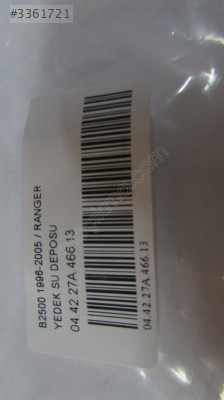 #3361721
B2500 1996-2005 / RANGER
YEDEK SU DEPOSU
04.42.27A.466.13
04.42.27A.466.13